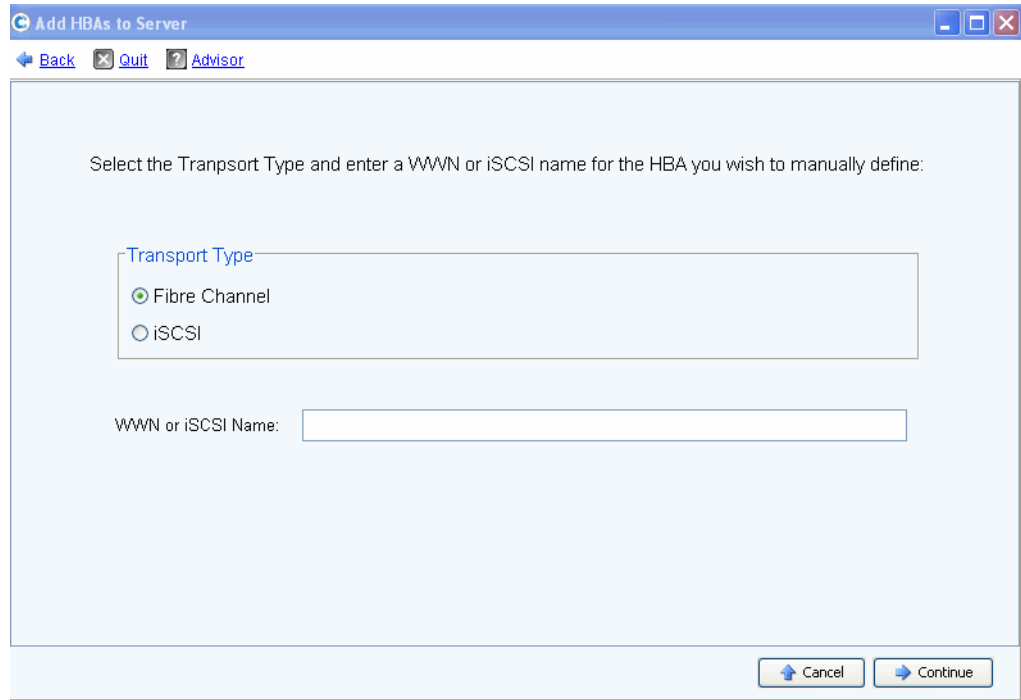 Add HBAs to Server
Back Quit Advisor
Select the Tranpsort Type and enter a WWN or iSCSI name for the HBA you wish to manually define:
Transport Type
Fibre Channel
iSCSI
WWN or iSCSI Name:
Cancel Continue